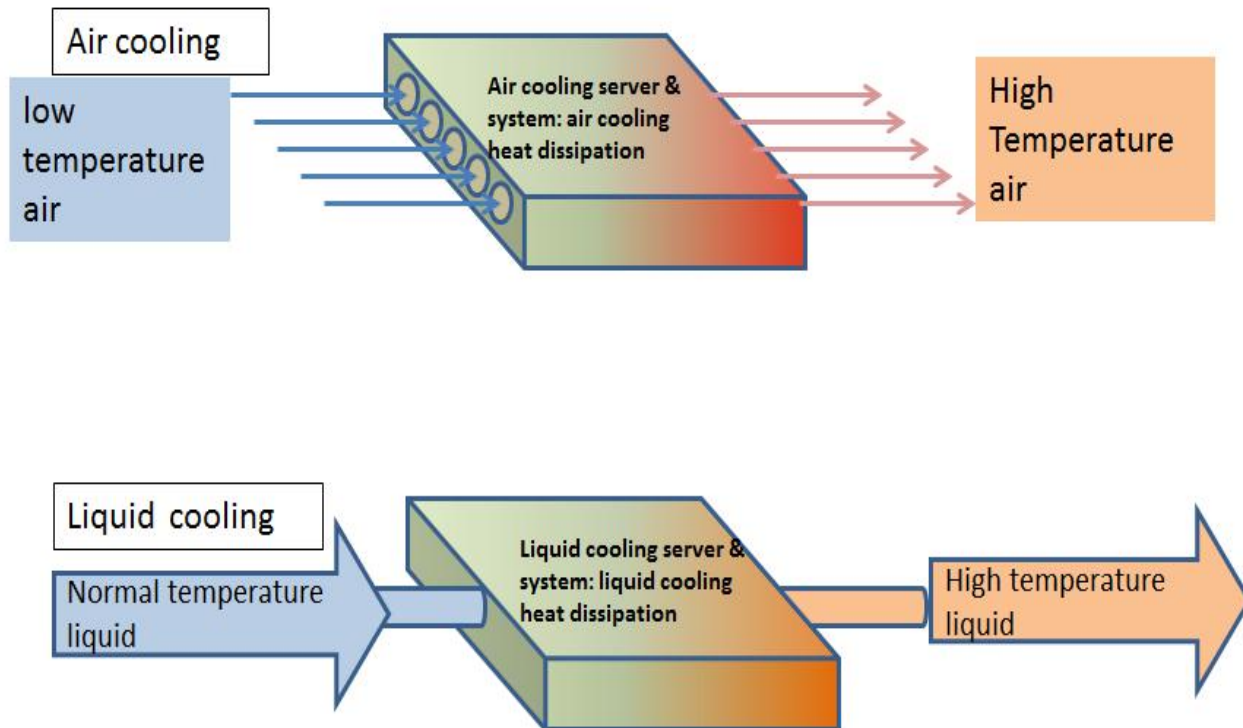 Air cooling
low
temperature
air
Air cooling server &
system: air cooling
heat dissipation
High
Temperature
air
Liquid cooling
Normal temperature
liquid
Liquid cooling server &
system: liquid cooling
heat dissipation
High temperature
liquid